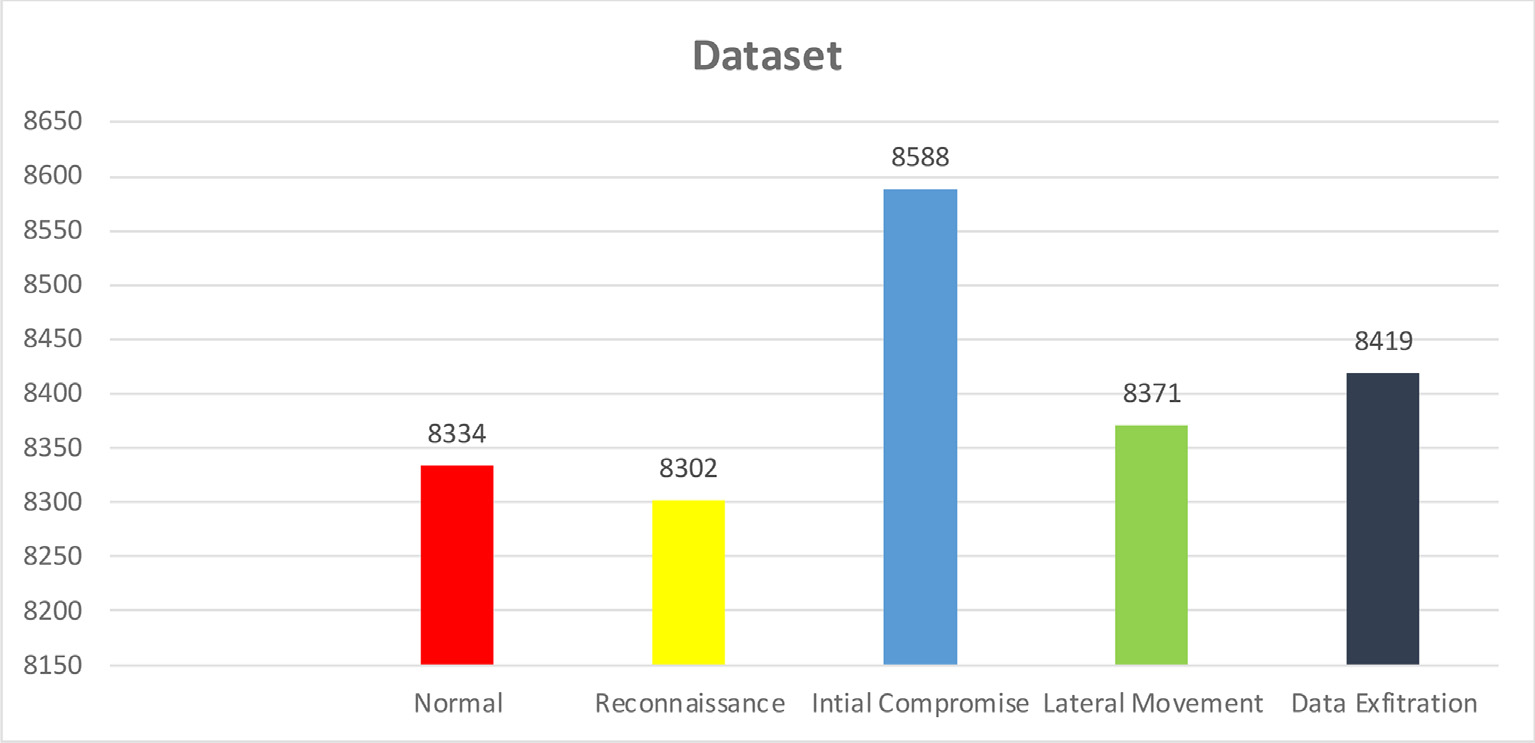 Dataset
8650
8600
8550
8500
8450
8400
8350
8300
8250
8200
8150
8334
8302
8588
8371
8419
Normal
Reconnaissance
Intial Compromise
Lateral Movement
Data Exfitration